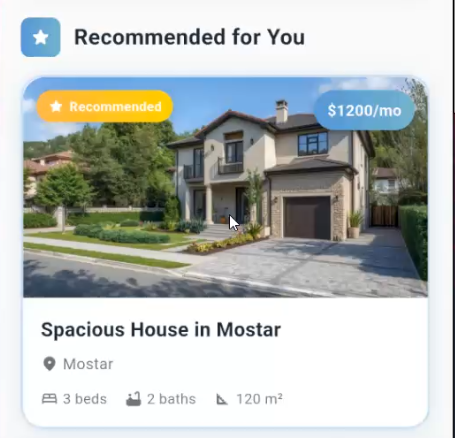 Recommended for You
Recommended
$1200/mo
Spacious House in Mostar
Mostar
3 beds 2 baths 120 m²